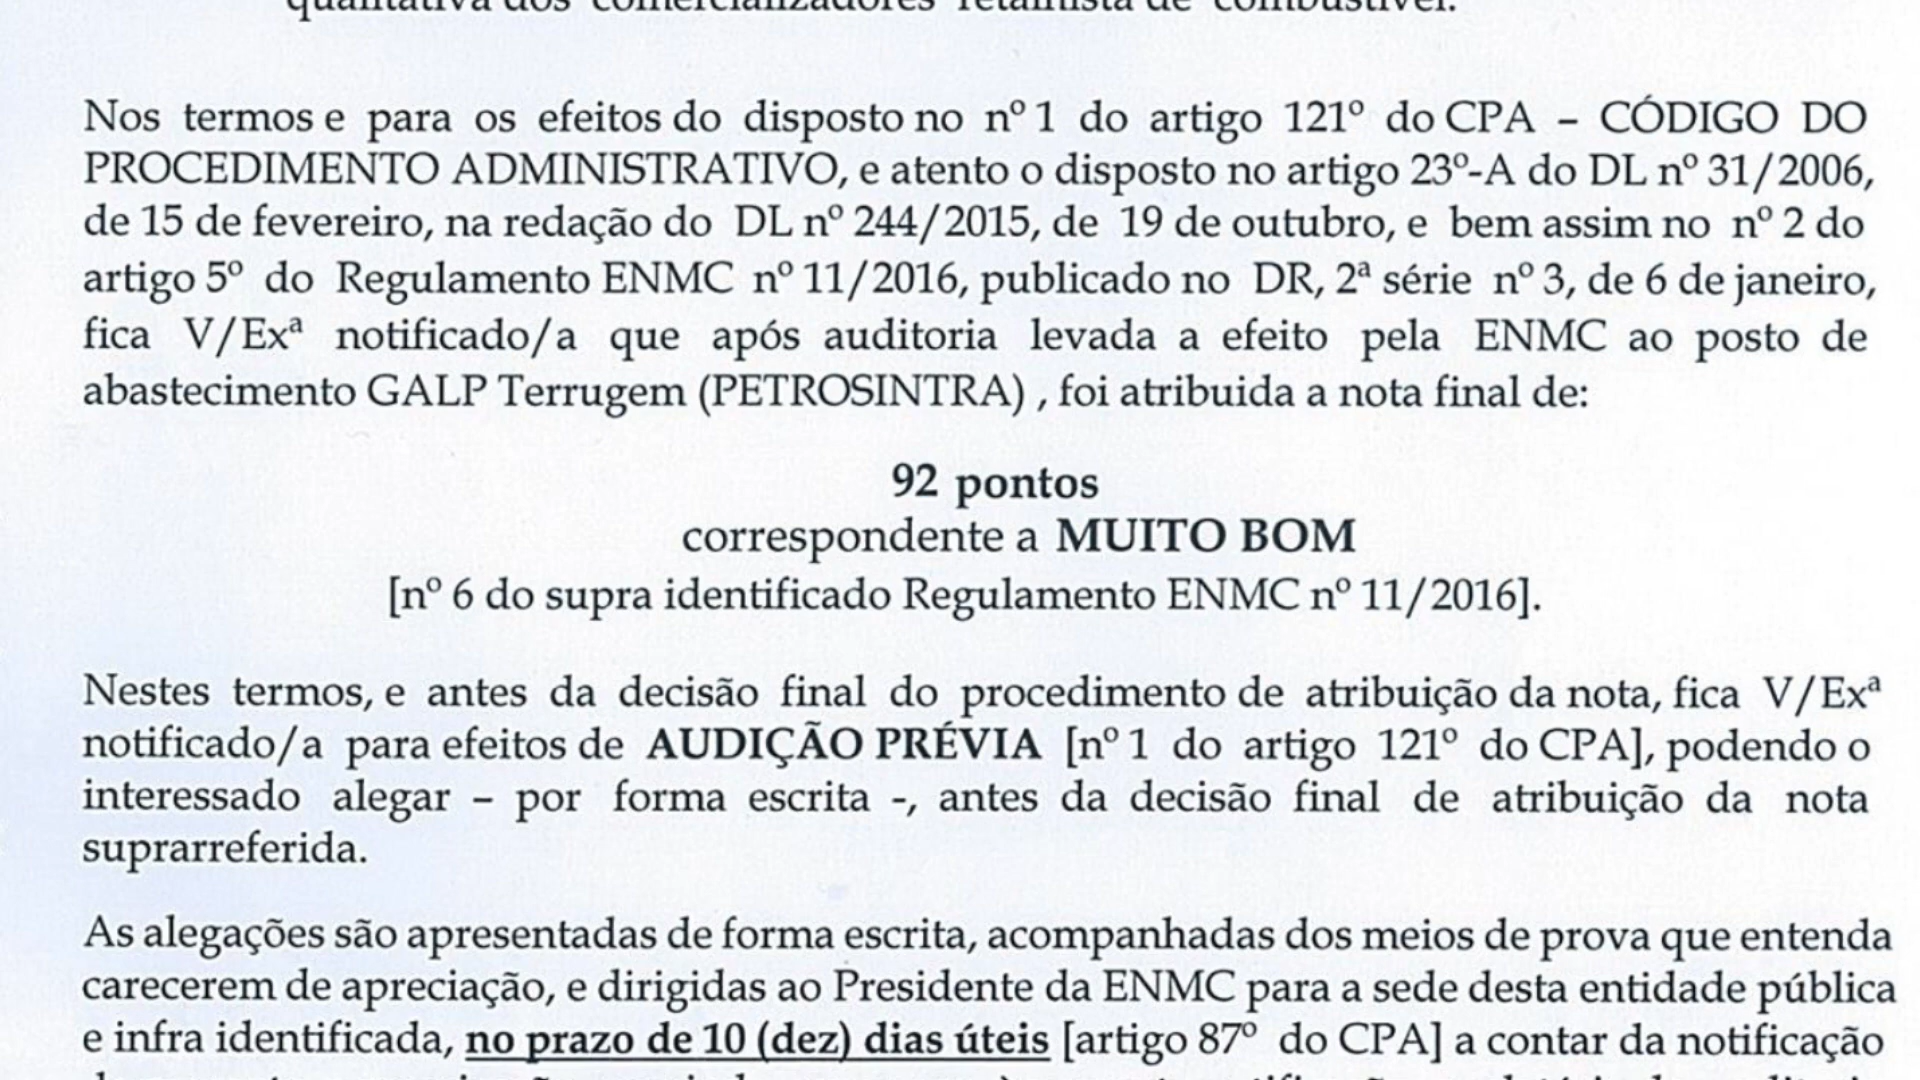 qualitativa dos comercializadores retalhista de combustível.
Nos termos e para os efeitos do disposto no nº 1 do artigo 121º do CPA – CÓDIGO DO
PROCEDIMENTO ADMINISTRATIVO, e atento o disposto no artigo 23º-A do DL nº 31/2006,
de 15 de fevereiro, na redação do DL nº 244/2015, de 19 de outubro, e bem assim no nº 2 do
artigo 5º do Regulamento ENMC nº 11/2016, publicado no DR, 2ª série nº 3, de 6 de janeiro,
fica V/Exª notificado/a que após auditoria levada a efeito pela ENMC ao posto de
abastecimento GALP Terrugem (PETROSINTRA) , foi atribuida a nota final de:
92 pontos
correspondente a MUITO BOM
[nº 6 do supra identificado Regulamento ENMC nº 11/2016].
Nestes termos, e antes da decisão final do procedimento de atribuição da nota, fica V/Exª
notificado/a para efeitos de AUDIÇÃO PRÉVIA [nº 1 do artigo 121º do CPA], podendo o
interessado alegar – por forma escrita -, antes da decisão final de atribuição da nota
suprarreferida.
As alegações são apresentadas de forma escrita, acompanhadas dos meios de prova que entenda
carecerem de apreciação, e dirigidas ao Presidente da ENMC para a sede desta entidade pública
e infra identificada, no prazo de 10 (dez) dias úteis [artigo 87º do CPA] a contar da notificação